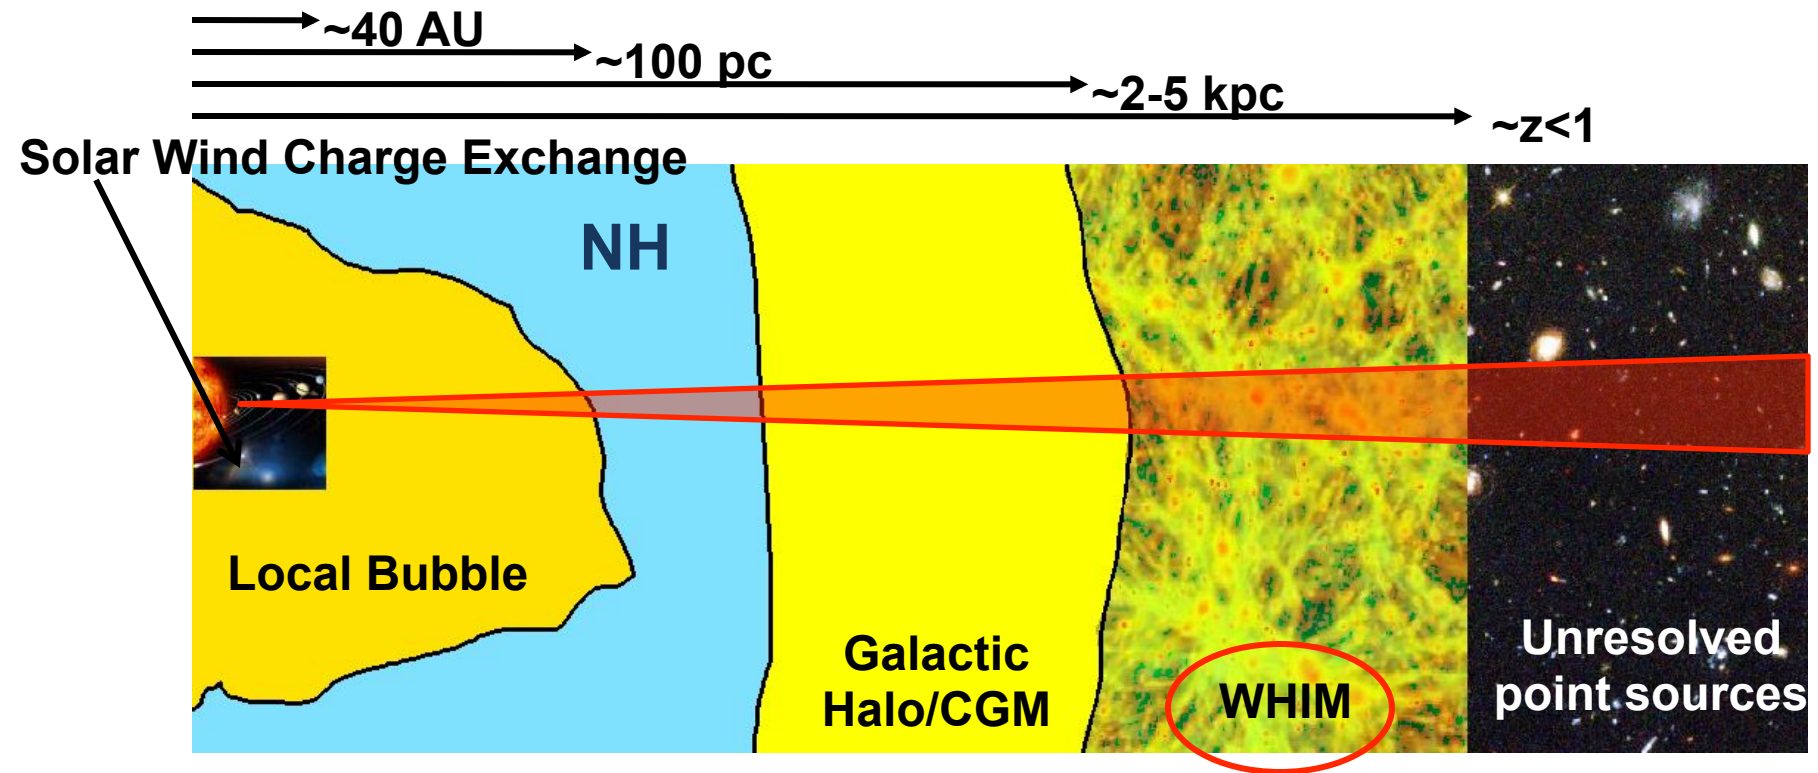 ~40 AU
~100 pc
~2-5 kpc
~z<1
Solar Wind Charge Exchange
NH
Local Bubble
Galactic
Halo/CGM
WHIM
Unresolved
point sources